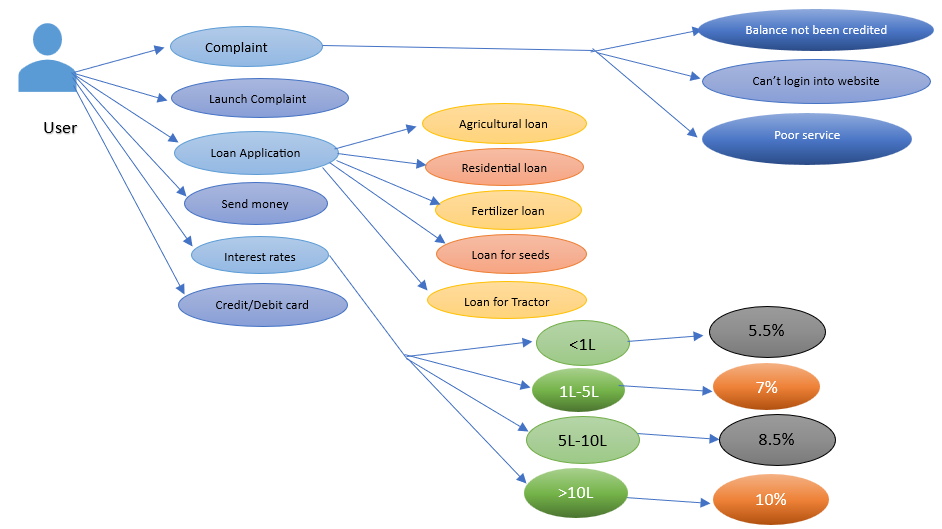 User
Complaint
Launch Complaint
Loan Application
Send money
Interest rates
Credit/Debit card
Balance not been credited
Can't login into website
Poor service
Agricultural loan
Residential loan
Fertilizer loan
Loan for seeds
Loan for Tractor
<1L
5.5%
1L-5L
7%
5L-10L
8.5%
>10L
10%